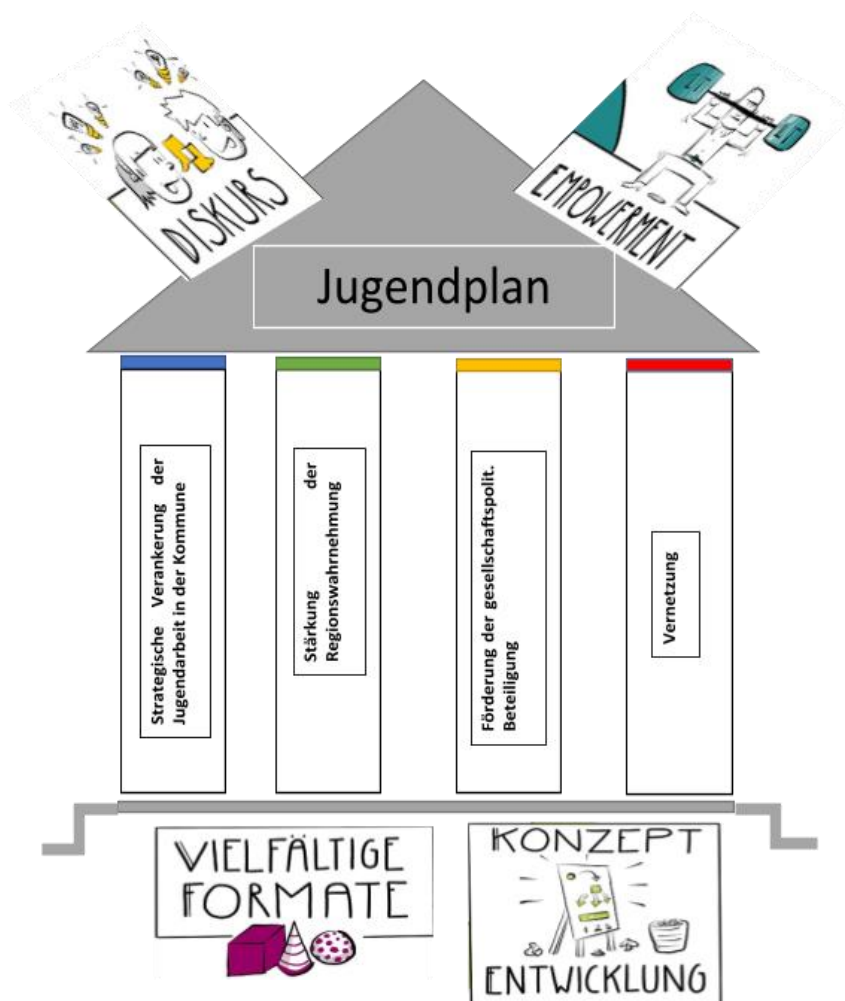 DISKURS
EMPOWERMENT
Jugendplan
Strategische Verankerung der
Jugendarbeit in der Kommune
Stärkung der
Regionswahrnehmung
Förderung der gesellschaftspolit.
Beteiligung
Vernetzung
VIELFÄLTIGE
FORMATE
KONZEPT
ENTWICKLUNG